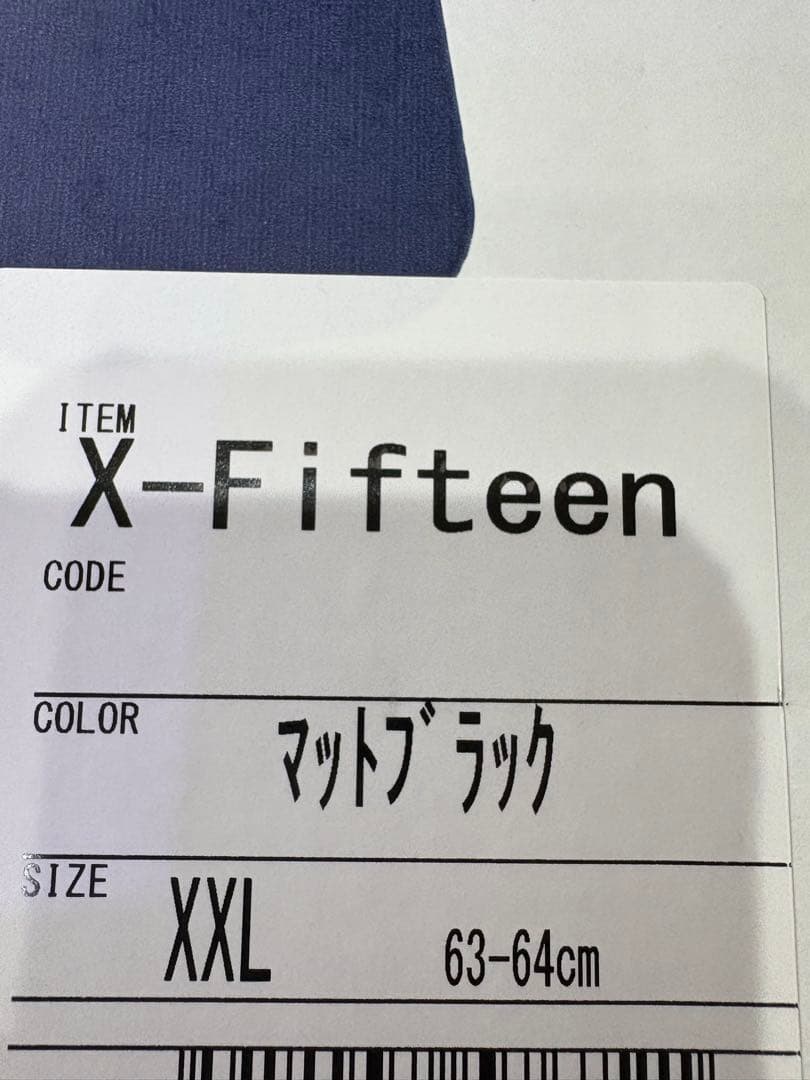 ITEM
X-Fifteen
CODE
COLOR ﾏｯﾄﾌﾞﾗｯｸ
SIZE XXL 63-64cm